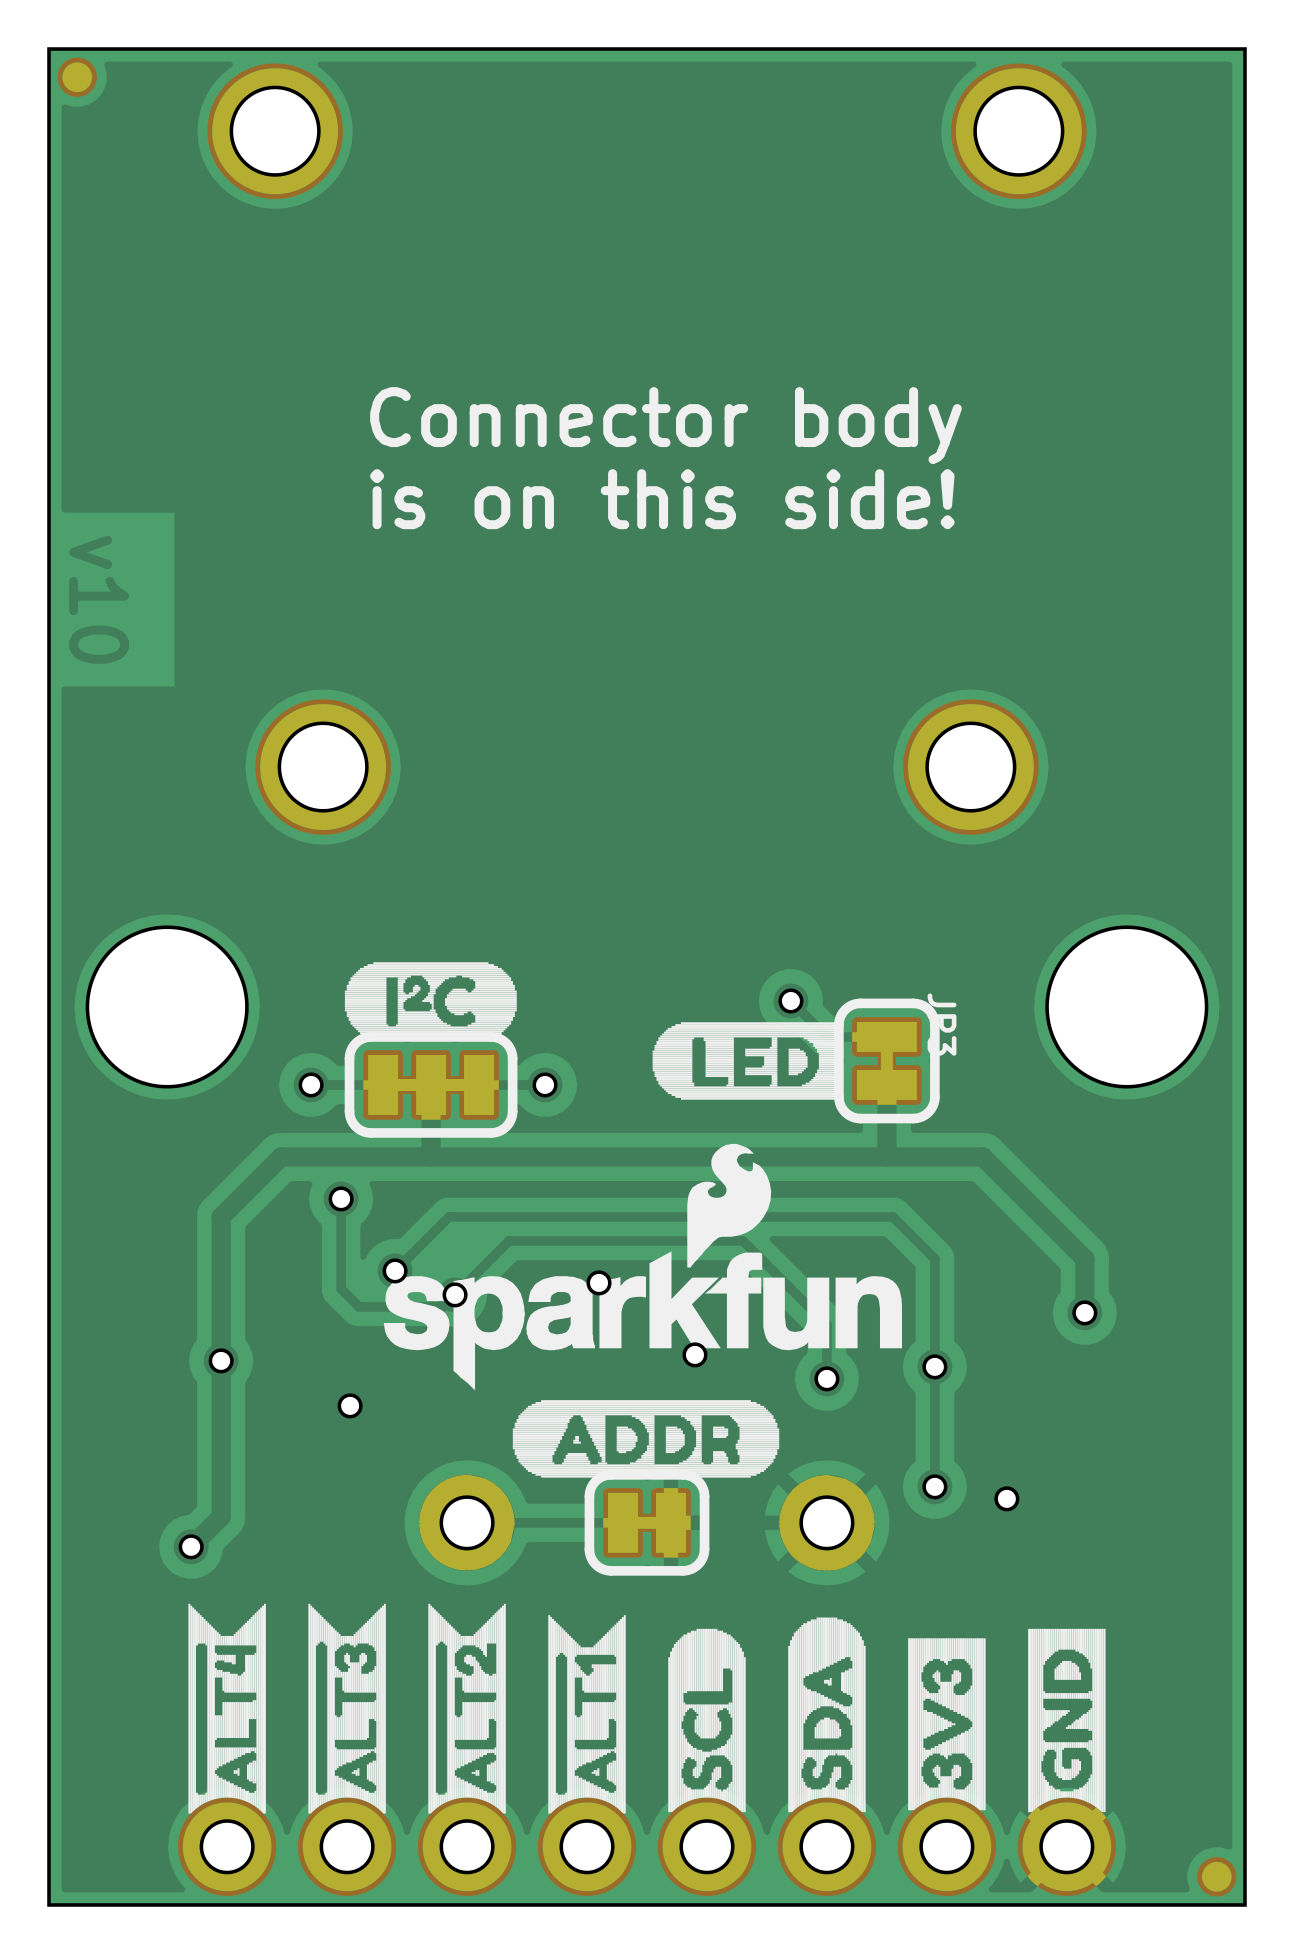 Connector body
is on this side!
v10
I²C
LED
JP3
sparkfun
ADDR
ALT4
ALT3
ALT2
ALT1
SCL
SDA
3V3
GND